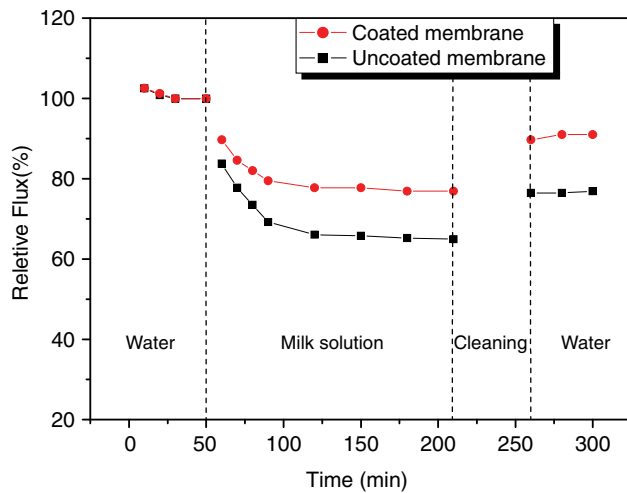 Coated membrane
Uncoated membrane
120
100
80
60
40
20
Reletive Flux(%)
Water
Milk solution
Cleaning
Water
0 50 100 150 200 250 300
Time (min)